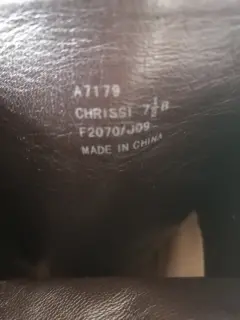 A7179
CHRISSI 7½B
F2070/J09
MADE IN CHINA